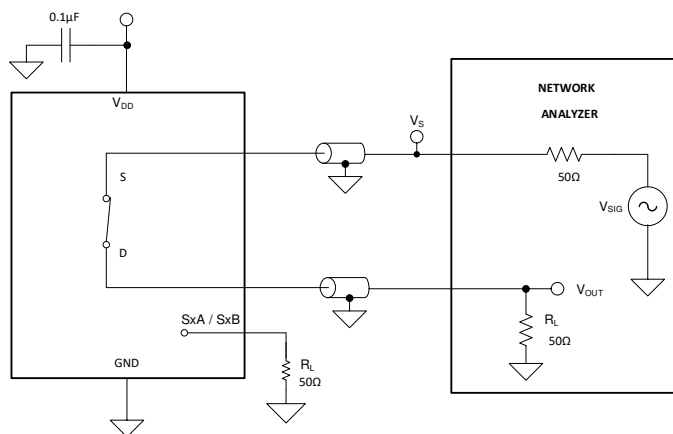 0.1µF
V_DD
NETWORK
ANALYZER
V_S
S
50Ω
V_SIG
D
V_OUT
SxA / SxB
R_L
50Ω
GND
R_L
50Ω